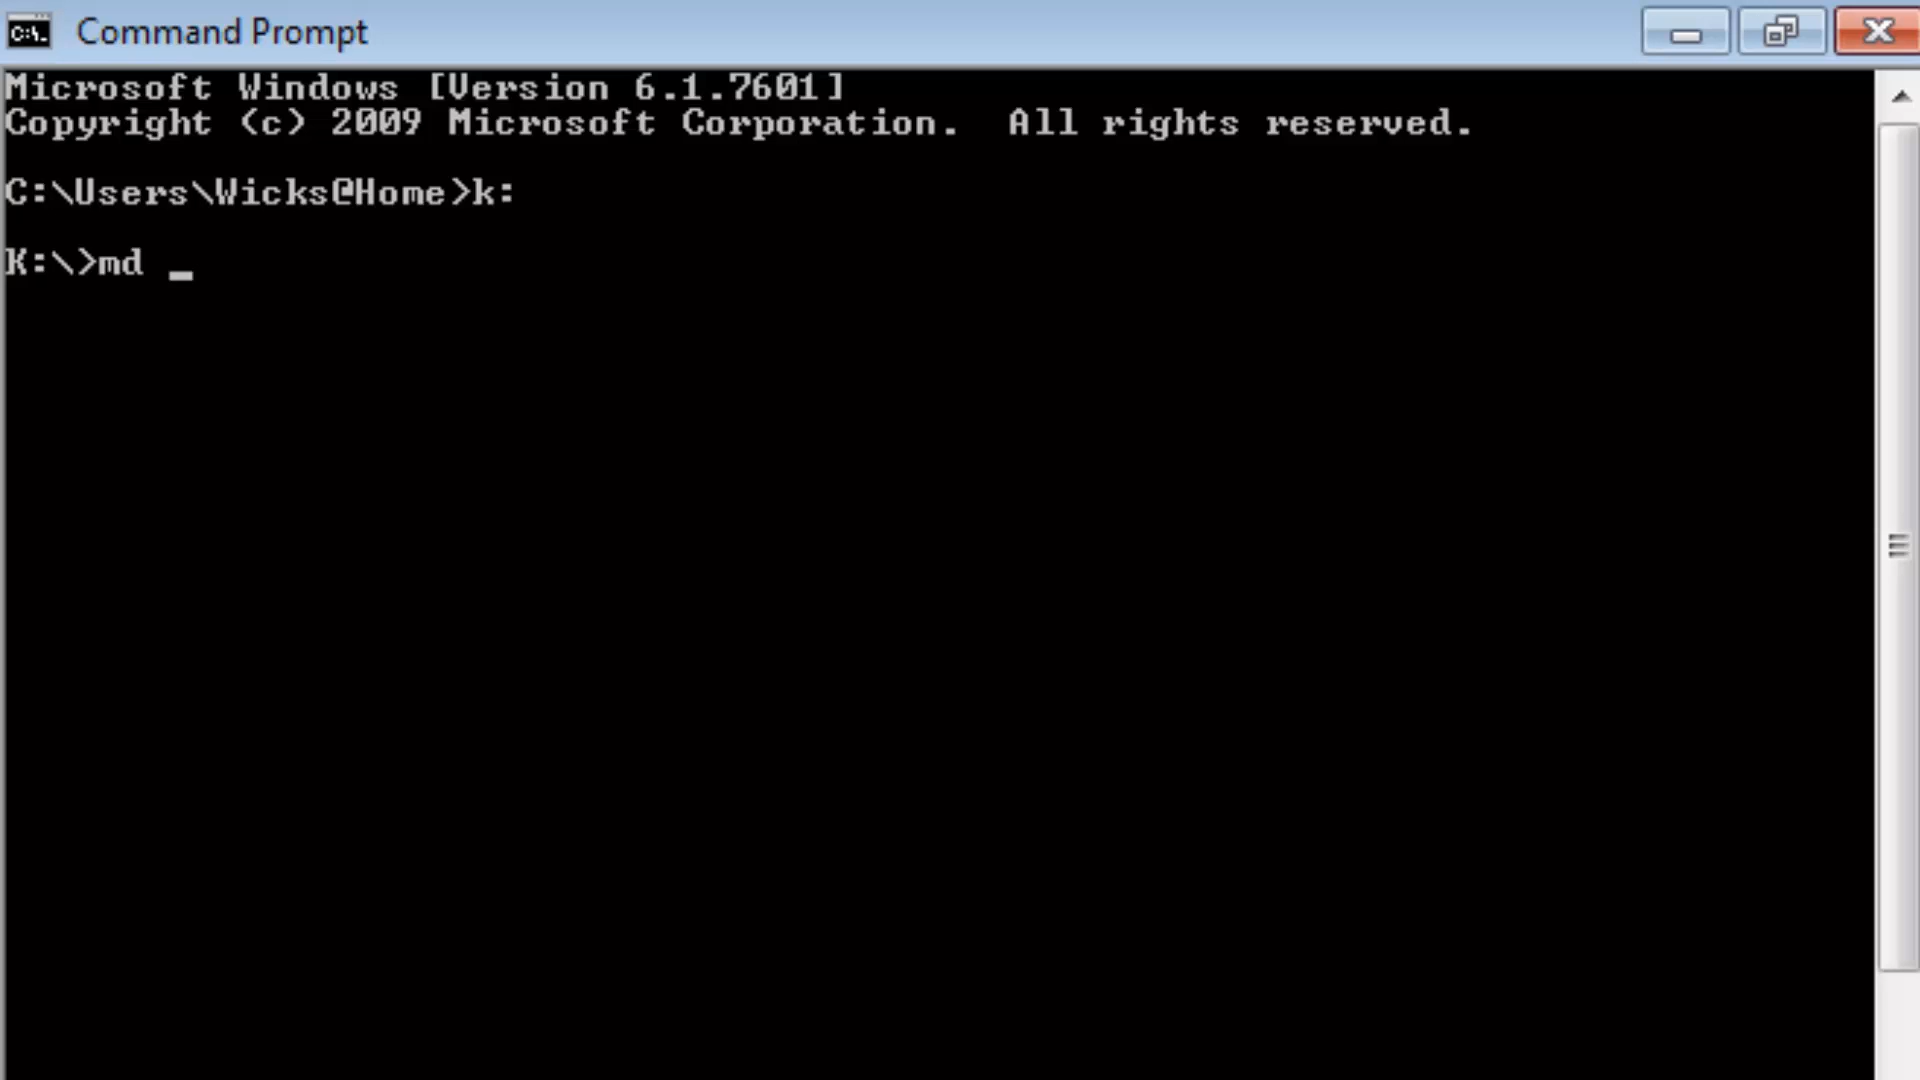 Command Prompt
Microsoft Windows [Version 6.1.7601]
Copyright (c) 2009 Microsoft Corporation.  All rights reserved.
C:\Users\Wicks@Home>k:
K:\>md _